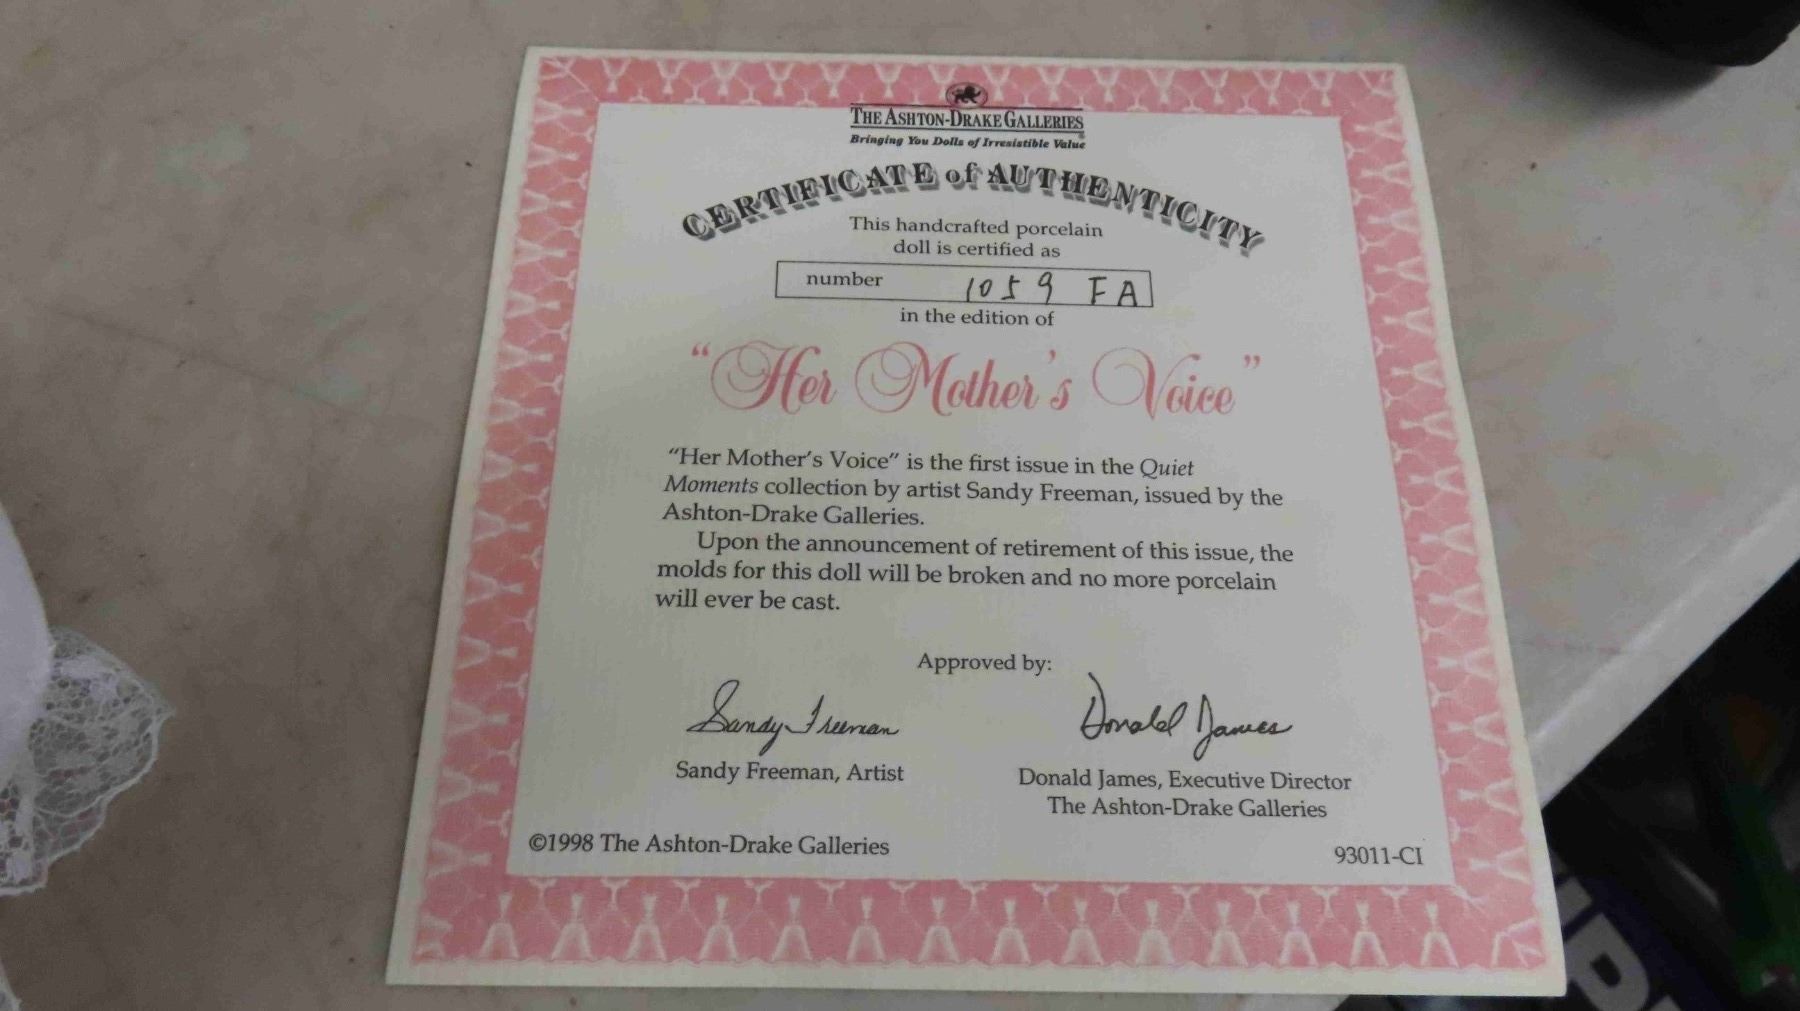 THE ASHTON-DRAKE GALLERIES
Bringing You Dolls of Irresistible Value
CERTIFICATE of AUTHENTICITY
This handcrafted porcelain
doll is certified as
number 1059 FA
in the edition of
"Her Mother's Voice"
"Her Mother's Voice" is the first issue in the Quiet
Moments collection by artist Sandy Freeman, issued by the
Ashton-Drake Galleries.
Upon the announcement of retirement of this issue, the
molds for this doll will be broken and no more porcelain
will ever be cast.
Approved by:
Sandy Freeman Donald James
Sandy Freeman, Artist Donald James, Executive Director
The Ashton-Drake Galleries
©1998 The Ashton-Drake Galleries 93011-CI